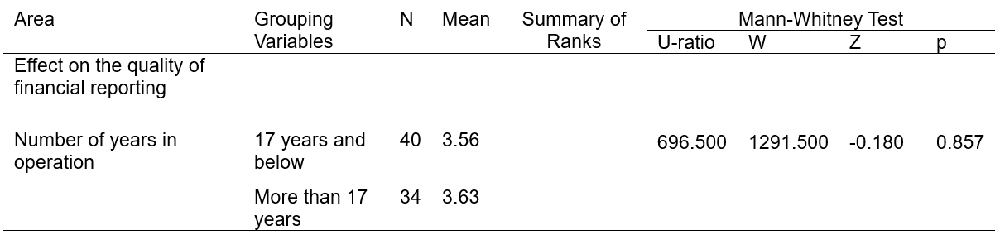 Area Grouping Variables N Mean Summary of Ranks Mann-Whitney Test
U-ratio W Z p
Effect on the quality of
financial reporting
Number of years in
operation
17 years and
below
40 3.56 696.500 1291.500 -0.180 0.857
More than 17
years
34 3.63